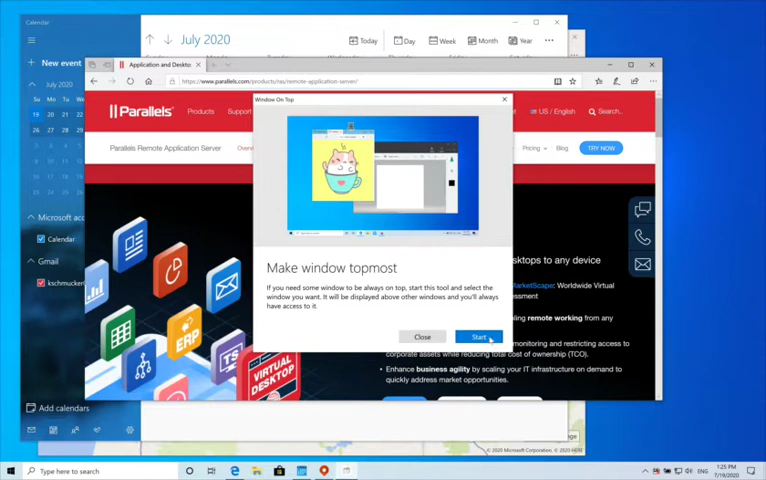 Calendar
July 2020
Today
Day
Week
Month
Year
New event
July 2020
Su Mo Tu We
19 20 21 22
26 27 28 29
Microsoft acc
Calendar
Gmail
kschmucker
Add calendars
Application and Deskto
https://www.parallels.com/products/ras/remote-application-server/
Parallels
Products
Support
US / English
Search...
Parallels Remote Application Server
Overv
Pricing
Blog
TRY NOW
Window On Top
Make window topmost
If you need some window to be always on top, start this tool and select the
window you want. It will be displayed above other windows and you'll always
have access to it.
Close
Start
sktops to any device
MarketScape: Worldwide Virtual
essment
pling remote working from any
monitoring and restricting access to
corporate assets while reducing total cost of ownership (TCO).
• Enhance business agility by scaling your IT infrastructure on demand to
quickly address market opportunities.
ERP
TS
VIRTUAL
DESKTOP
© 2020 Microsoft Corporation, © 2020 HERE
Type here to search
ENG
1:25 PM
7/19/2020